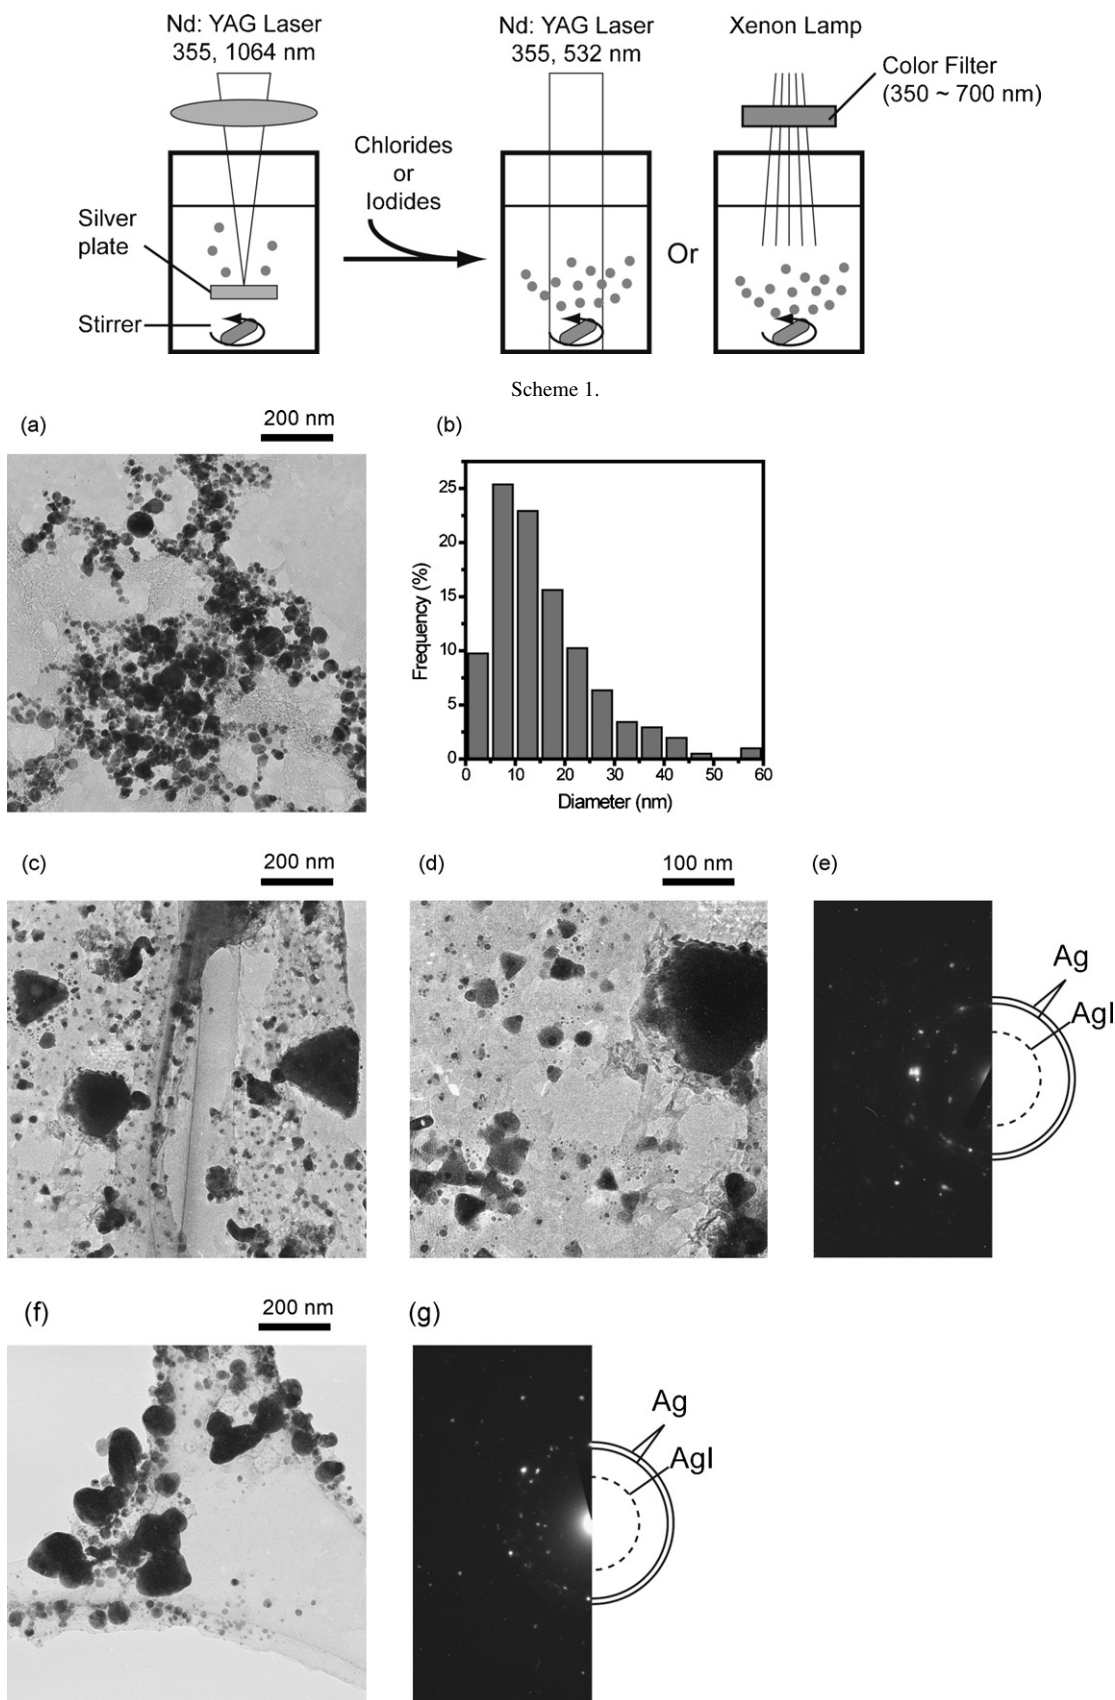 Nd: YAG Laser
355, 1064 nm
Nd: YAG Laser
355, 532 nm
Xenon Lamp
Color Filter
(350 ~ 700 nm)
Chlorides
or
Iodides
Silver
plate
Or
Stirrer
Scheme 1.
(a)
200 nm
(b)
Frequency (%)
25
20
15
10
5
0
0 10 20 30 40 50 60
Diameter (nm)
(c)
200 nm
(d)
100 nm
(e)
Ag
AgI
(f)
200 nm
(g)
Ag
AgI